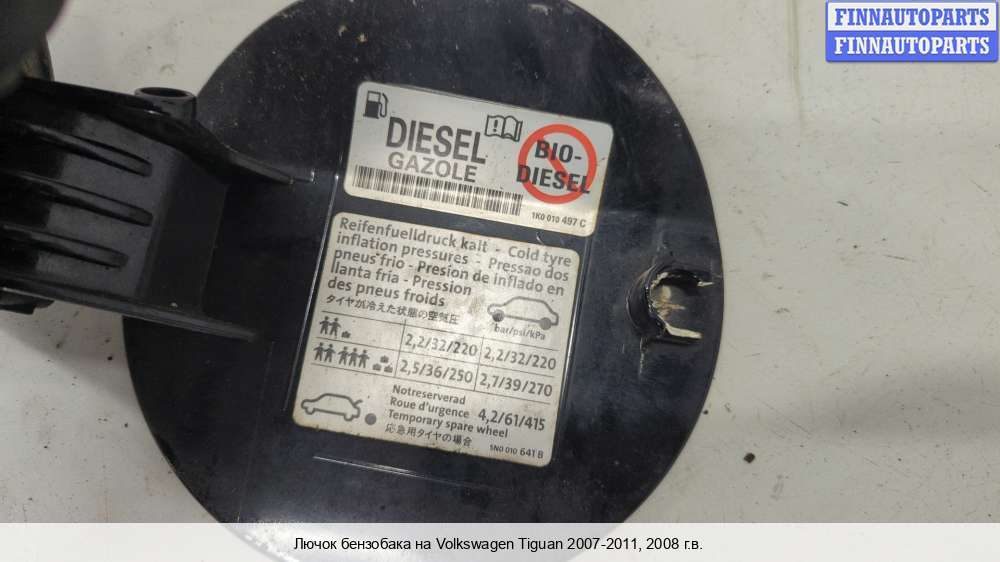 FINNAUTOPARTS
FINNAUTOPARTS
DIESEL
GAZOLE
BIO-
DIESEL
1K0 010 497 C
Reifenfuelldruck kalt - Cold tyre
inflation pressures - Pressao dos
pneus frio - Presion de inflado en
llanta fria - Pression
des pneus froids
タイヤが冷えた状態の空気圧
bar/psi/kPa
2,2/32/220 2,2/32/220
2,5/36/250 2,7/39/270
Notreserverad
Roue d'urgence 4,2/61/415
Temporary spare wheel
応急用タイヤの場合
5N0 010 641 B
Лючок бензобака на Volkswagen Tiguan 2007-2011, 2008 г.в.